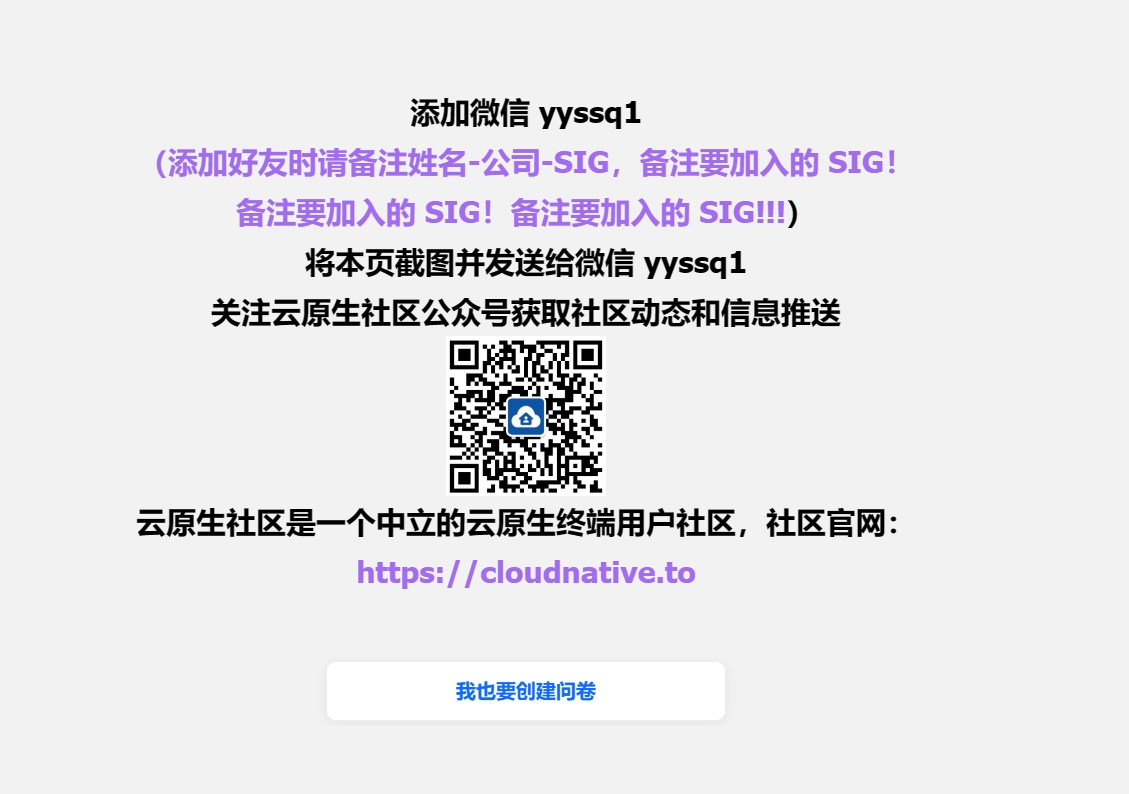 添加微信 yyssq1
（添加好友时请备注姓名-公司-SIG，备注要加入的 SIG！
备注要加入的 SIG！备注要加入的 SIG!!!）
将本页截图并发送给微信 yyssq1
关注云原生社区公众号获取社区动态和信息推送
云原生社区是一个中立的云原生终端用户社区，社区官网：
https://cloudnative.to
我也要创建问卷